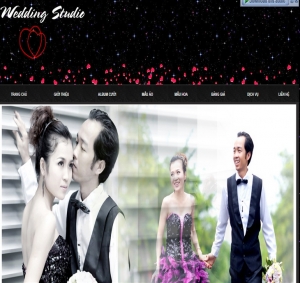 Wedding Studio
TRANG CHỦ GIỚI THIỆU ALBUM CƯỚI MẪU ÁO MẪU HOA BẢNG GIÁ DỊCH VỤ LIÊN HỆ